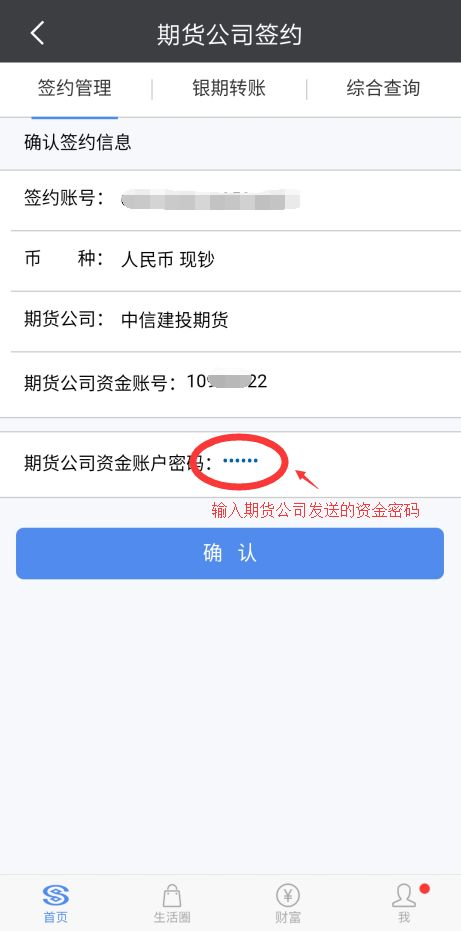 期货公司签约
签约管理 银期转账 综合查询
确认签约信息
签约账号：
币 种： 人民币 现钞
期货公司： 中信建投期货
期货公司资金账号：10 22
期货公司资金账户密码：••••••
输入期货公司发送的资金密码
确 认
首页 生活圈 财富 我